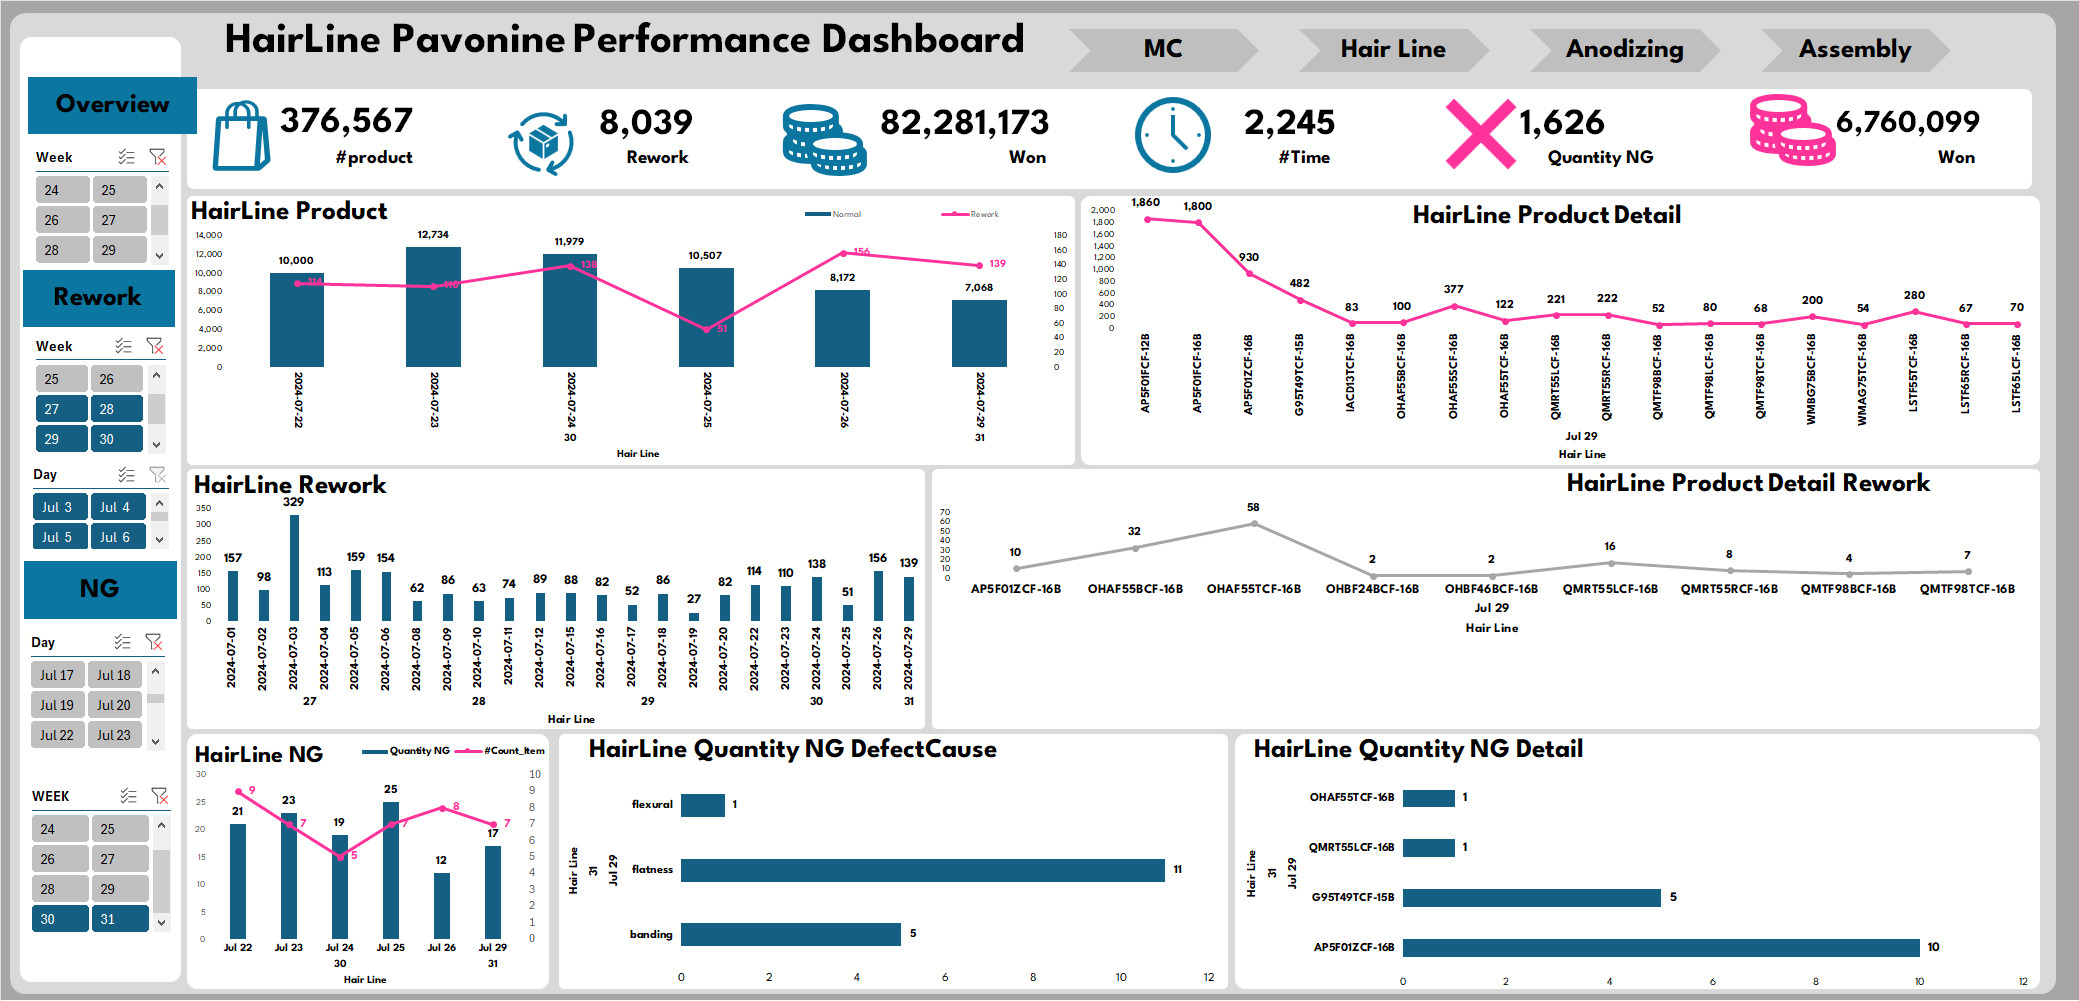 HairLine Pavonine Performance Dashboard
MC
Hair Line
Anodizing
Assembly
Overview
Week
24 25
26 27
28 29
Rework
Week
25 26
27 28
29 30
Day
Jul 3 Jul 4
Jul 5 Jul 6
NG
Day
Jul 17 Jul 18
Jul 19 Jul 20
Jul 22 Jul 23
WEEK
24 25
26 27
28 29
30 31
376,567
#product
8,039
Rework
82,281,173
Won
2,245
#Time
1,626
Quantity NG
6,760,099
Won
HairLine Product
Normal Rework
14,000
12,000
10,000
8,000
6,000
4,000
2,000
0
10,000 12,734 11,979 10,507 8,172 7,068
114 110 138 51 156 139
180
160
140
120
100
80
60
40
20
0
2024-07-22 2024-07-23 2024-07-24 2024-07-25 2024-07-26 2024-07-29
30 31
Hair Line
HairLine Product Detail
2,000
1,800
1,600
1,400
1,200
1,000
800
600
400
200
0
1,860 1,800 930 482 83 100 377 122 221 222 52 80 68 200 54 280 67 70
AP5F01FCF-12B AP5F01FCF-16B AP5F01ZCF-16B G95T49TCF-15B IACD13TCF-16B OHAF55BCF-16B OHAF55SCF-16B OHAF55TCF-16B QMRT55LCF-16B QMRT55RCF-16B QMTF98BCF-16B QMTF98LCF-16B QMTF98TCF-16B WMBG75BCF-16B WMAG75TCF-16B LSTF55TCF-16B LSTF65RCF-16B LSTF65LCF-16B
Jul 29
Hair Line
HairLine Rework
350
300
250
200
150
100
50
0
157 98 329 113 159 154 62 86 63 74 89 88 82 52 86 27 82 114 110 138 51 156 139
2024-07-01 2024-07-02 2024-07-03 2024-07-04 2024-07-05 2024-07-06 2024-07-08 2024-07-09 2024-07-10 2024-07-11 2024-07-12 2024-07-15 2024-07-16 2024-07-17 2024-07-18 2024-07-19 2024-07-20 2024-07-22 2024-07-23 2024-07-24 2024-07-25 2024-07-26 2024-07-29
27 28 29 30 31
Hair Line
HairLine Product Detail Rework
70
60
50
40
30
20
10
0
10 32 58 2 2 16 8 4 7
AP5F01ZCF-16B OHAF55BCF-16B OHAF55TCF-16B OHBF24BCF-16B OHBF46BCF-16B QMRT55LCF-16B QMRT55RCF-16B QMTF98BCF-16B QMTF98TCF-16B
Jul 29
Hair Line
HairLine NG
Quantity NG #Count_Item
30
25
20
15
10
5
0
21 23 19 25 12 17
9 7 5 7 8 7
10
9
8
7
6
5
4
3
2
1
0
Jul 22 Jul 23 Jul 24 Jul 25 Jul 26 Jul 29
30 31
Hair Line
HairLine Quantity NG DefectCause
Hair Line
31
Jul 29
flexural 1
flatness 11
banding 5
0 2 4 6 8 10 12
HairLine Quantity NG Detail
Hair Line
31
Jul 29
OHAF55TCF-16B 1
QMRT55LCF-16B 1
G95T49TCF-15B 5
AP5F01ZCF-16B 10
0 2 4 6 8 10 12